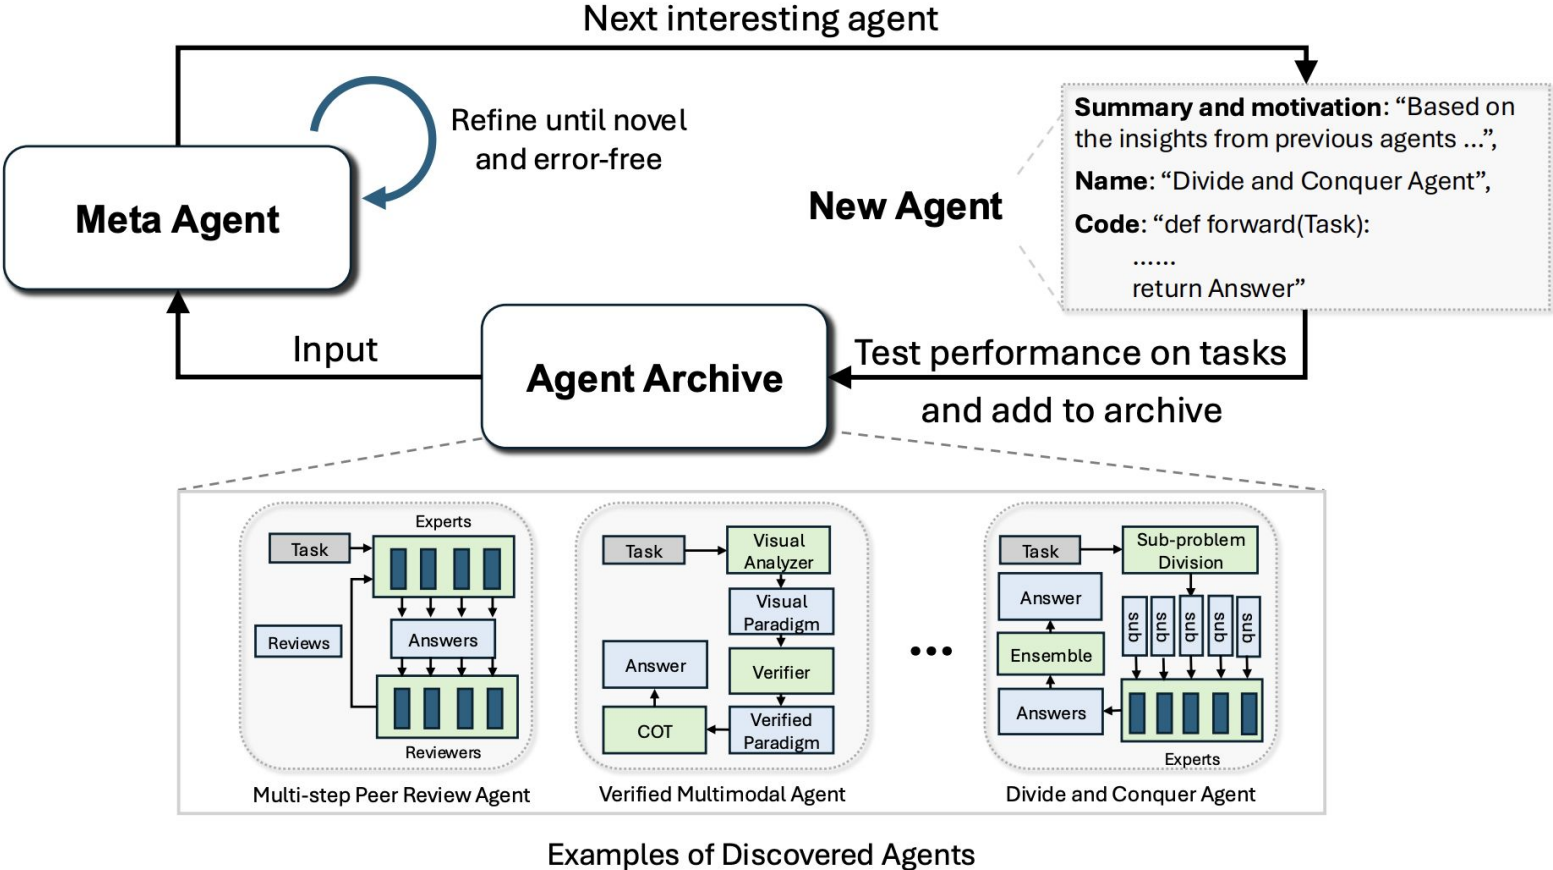 Next interesting agent
Refine until novel
and error-free
Meta Agent
New Agent
Summary and motivation: “Based on
the insights from previous agents ...”,
Name: “Divide and Conquer Agent”,
Code: “def forward(Task):
......
return Answer”
Input
Agent Archive
Test performance on tasks
and add to archive
Experts
Task
Answers
Reviews
Reviewers
Multi-step Peer Review Agent
Task
Visual
Analyzer
Visual
Paradigm
Verifier
Verified
Paradigm
COT
Answer
Verified Multimodal Agent
...
Task
Sub-problem
Division
sub
sub
sub
sub
sub
Experts
Answers
Ensemble
Answer
Divide and Conquer Agent
Examples of Discovered Agents